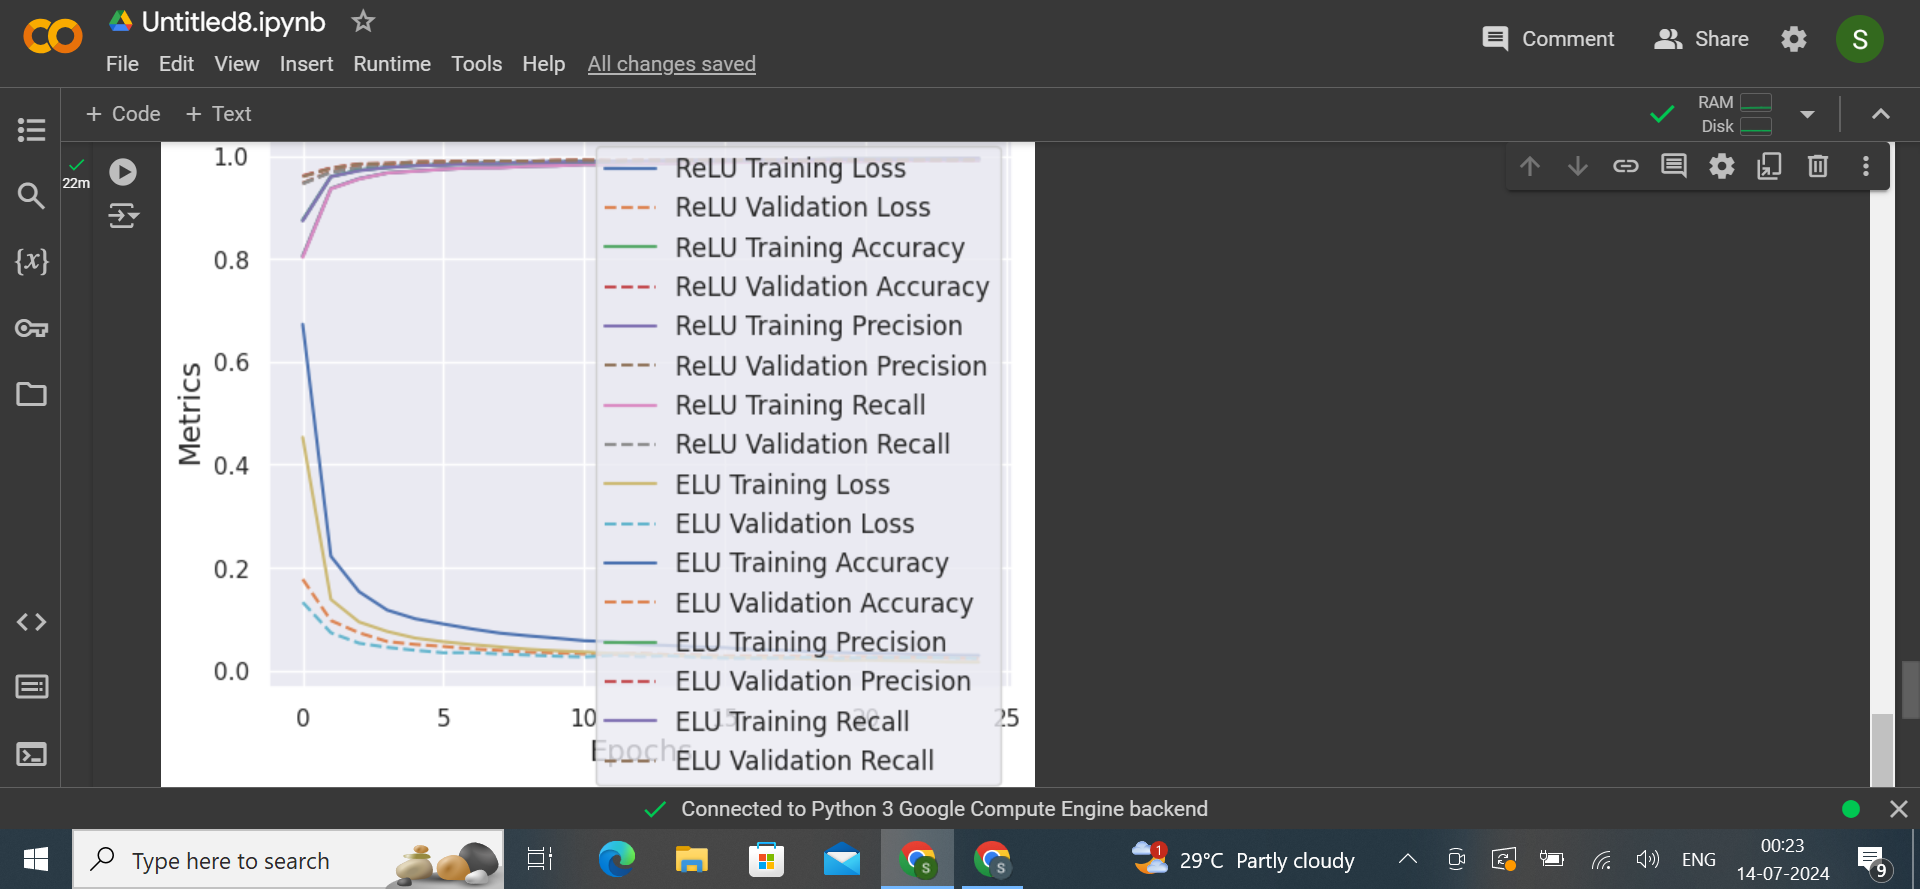 Untitled8.ipynb
File Edit View Insert Runtime Tools Help All changes saved
Comment Share S
+ Code + Text
RAM
Disk
22m
{x}
1.0
0.8
0.6
0.4
0.2
0.0
Metrics
0 5 10 15 20 25
Epochs
ReLU Training Loss
ReLU Validation Loss
ReLU Training Accuracy
ReLU Validation Accuracy
ReLU Training Precision
ReLU Validation Precision
ReLU Training Recall
ReLU Validation Recall
ELU Training Loss
ELU Validation Loss
ELU Training Accuracy
ELU Validation Accuracy
ELU Training Precision
ELU Validation Precision
ELU Training Recall
ELU Validation Recall
Connected to Python 3 Google Compute Engine backend
Type here to search
S
S
1
29°C Partly cloudy
ENG
00:23
14-07-2024
9